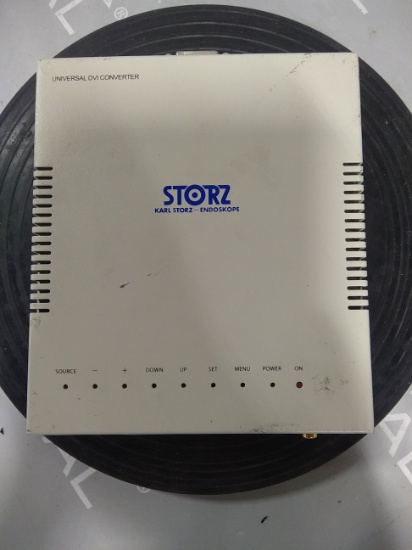 UNIVERSAL DVI CONVERTER
STORZ
KARL STORZ — ENDOSKOPE
SOURCE — + DOWN UP SET MENU POWER ON